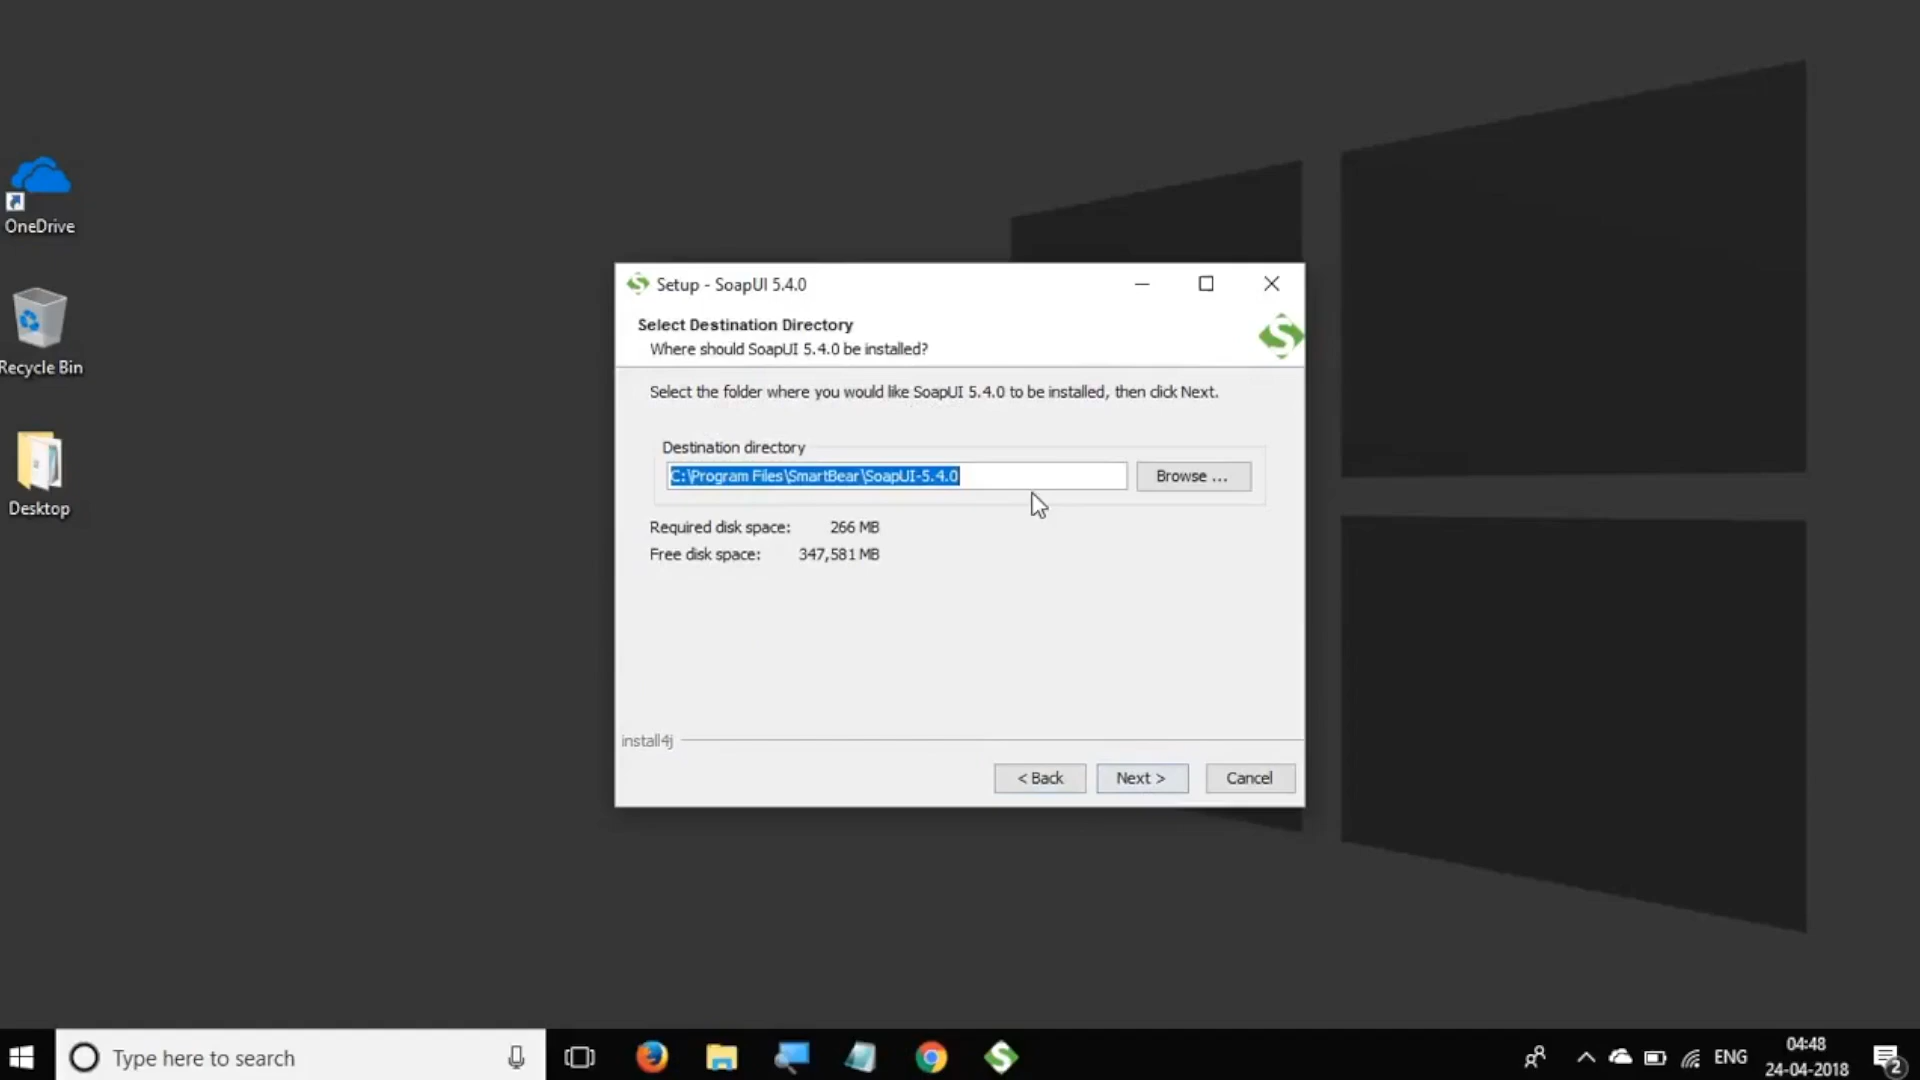 OneDrive
Recycle Bin
Desktop
Setup - SoapUI 5.4.0
Select Destination Directory
Where should SoapUI 5.4.0 be installed?
Select the folder where you would like SoapUI 5.4.0 to be installed, then click Next.
Destination directory
C:\Program Files\SmartBear\SoapUI-5.4.0
Browse ...
Required disk space: 266 MB
Free disk space: 347,581 MB
install4j
< Back
Next >
Cancel
Type here to search
ENG
04:48
24-04-2018
2